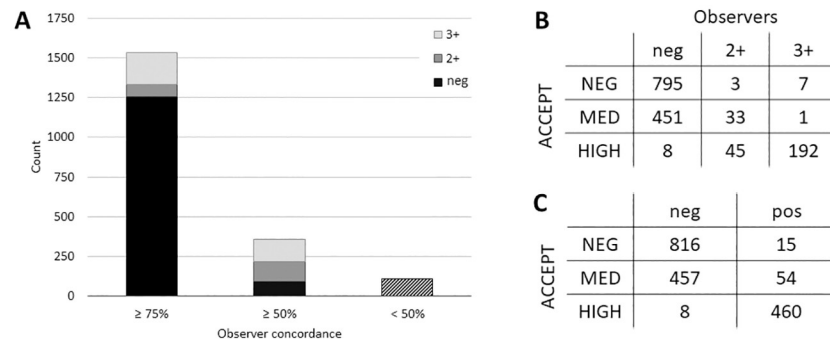 A
1750
1500
1250
1000
750
500
250
0
Count
3+
2+
neg
≥ 75%
≥ 50%
< 50%
Observer concordance
B
Observers
neg 2+ 3+
ACCEPT
NEG 795 3 7
MED 451 33 1
HIGH 8 45 192
C
neg pos
ACCEPT
NEG 816 15
MED 457 54
HIGH 8 460